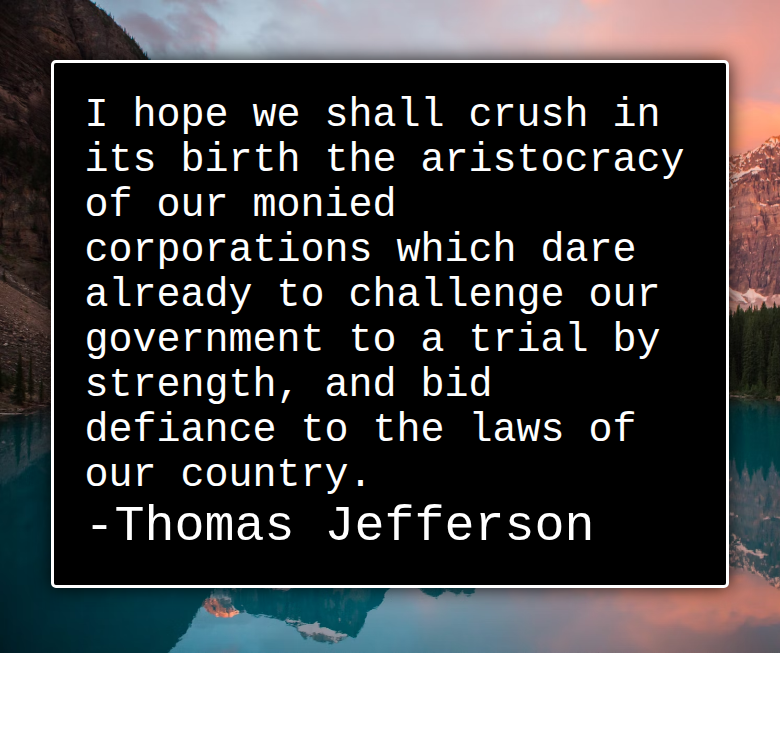 I hope we shall crush in
its birth the aristocracy
of our monied
corporations which dare
already to challenge our
government to a trial by
strength, and bid
defiance to the laws of
our country.
-Thomas Jefferson